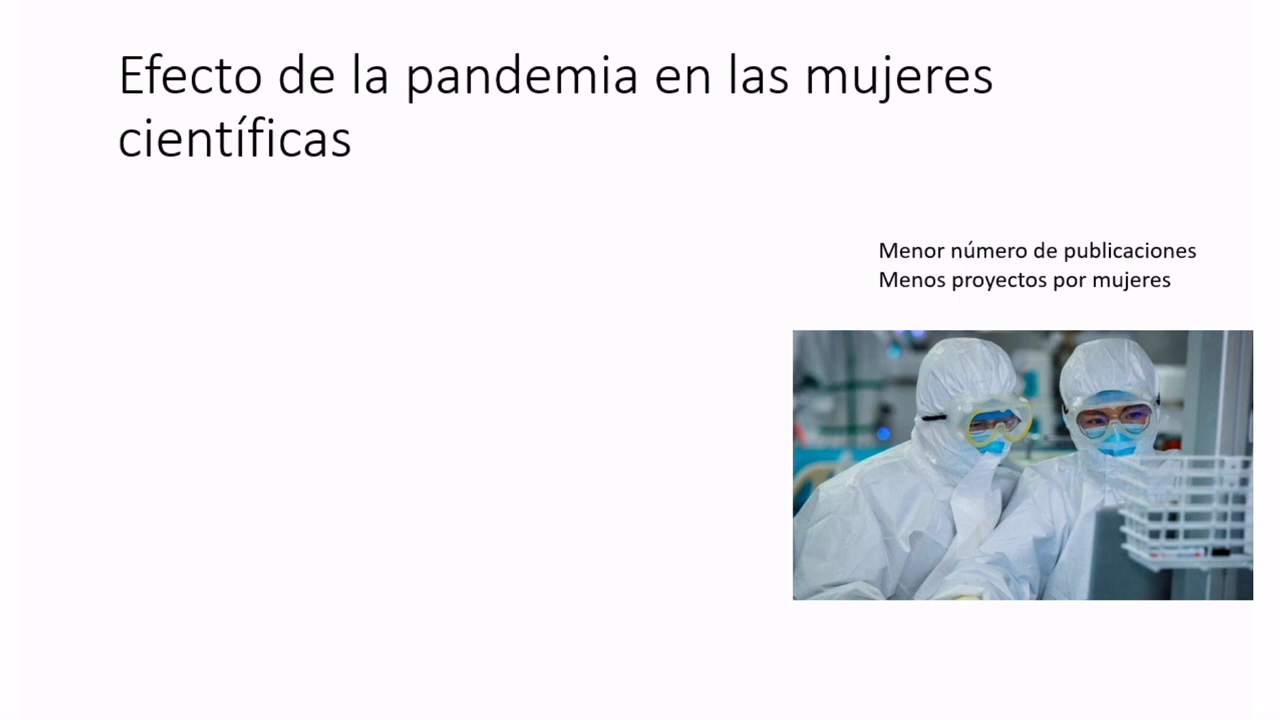 Efecto de la pandemia en las mujeres
científicas
Menor número de publicaciones
Menos proyectos por mujeres